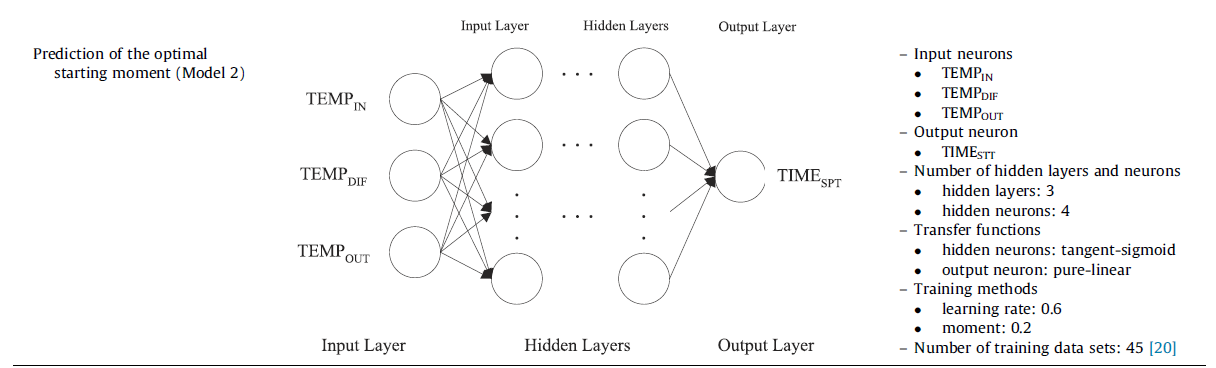 Prediction of the optimal
starting moment (Model 2)
Input Layer
Hidden Layers
Output Layer
TEMP_IN
TEMP_DIF
TEMP_OUT
TIME_SPT
Input Layer
Hidden Layers
Output Layer
– Input neurons
• TEMP_IN
• TEMP_DIF
• TEMP_OUT
– Output neuron
• TIME_STT
– Number of hidden layers and neurons
• hidden layers: 3
• hidden neurons: 4
– Transfer functions
• hidden neurons: tangent-sigmoid
• output neuron: pure-linear
– Training methods
• learning rate: 0.6
• moment: 0.2
– Number of training data sets: 45 [20]